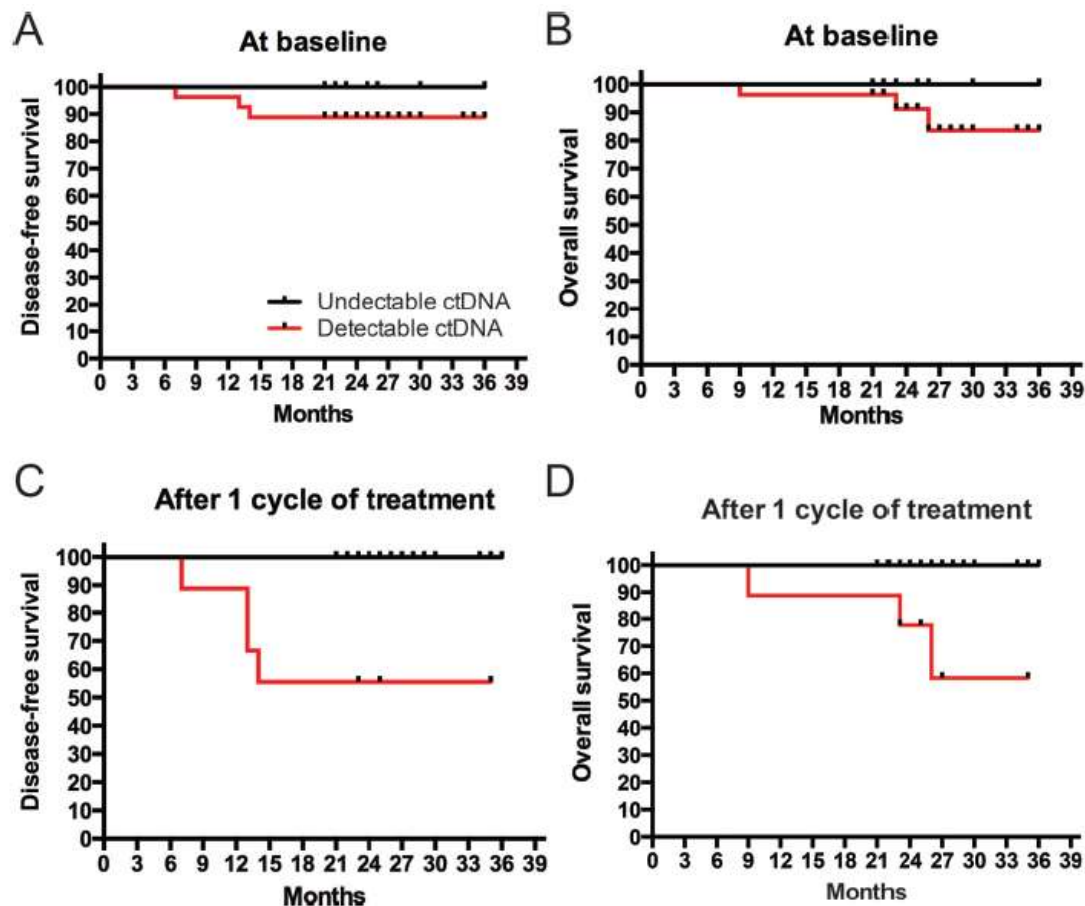 A
At baseline
Disease-free survival
100
90
80
70
60
50
40
30
20
10
0
Undectable ctDNA
Detectable ctDNA
0 3 6 9 12 15 18 21 24 27 30 33 36 39
Months
B
At baseline
Overall survival
100
90
80
70
60
50
40
30
20
10
0
0 3 6 9 12 15 18 21 24 27 30 33 36 39
Months
C
After 1 cycle of treatment
Disease-free survival
100
90
80
70
60
50
40
30
20
10
0
0 3 6 9 12 15 18 21 24 27 30 33 36 39
Months
D
After 1 cycle of treatment
Overall survival
100
90
80
70
60
50
40
30
20
10
0
0 3 6 9 12 15 18 21 24 27 30 33 36 39
Months